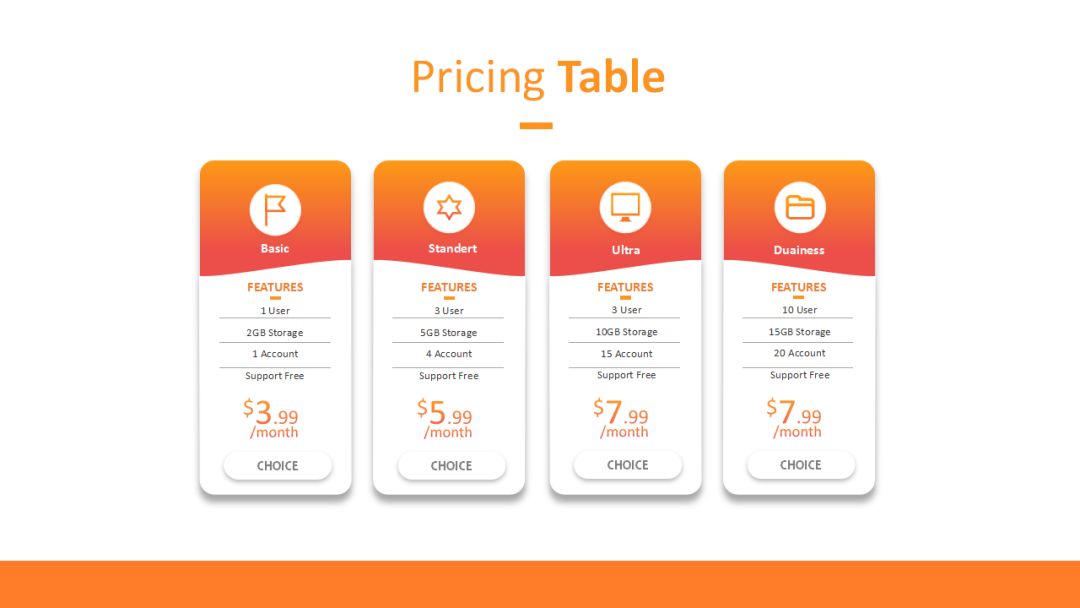 Pricing Table
Basic
FEATURES
1 User
2GB Storage
1 Account
Support Free
$3.99
/month
CHOICE
Standert
FEATURES
3 User
5GB Storage
4 Account
Support Free
$5.99
/month
CHOICE
Ultra
FEATURES
3 User
10GB Storage
15 Account
Support Free
$7.99
/month
CHOICE
Duainess
FEATURES
10 User
15GB Storage
20 Account
Support Free
$7.99
/month
CHOICE